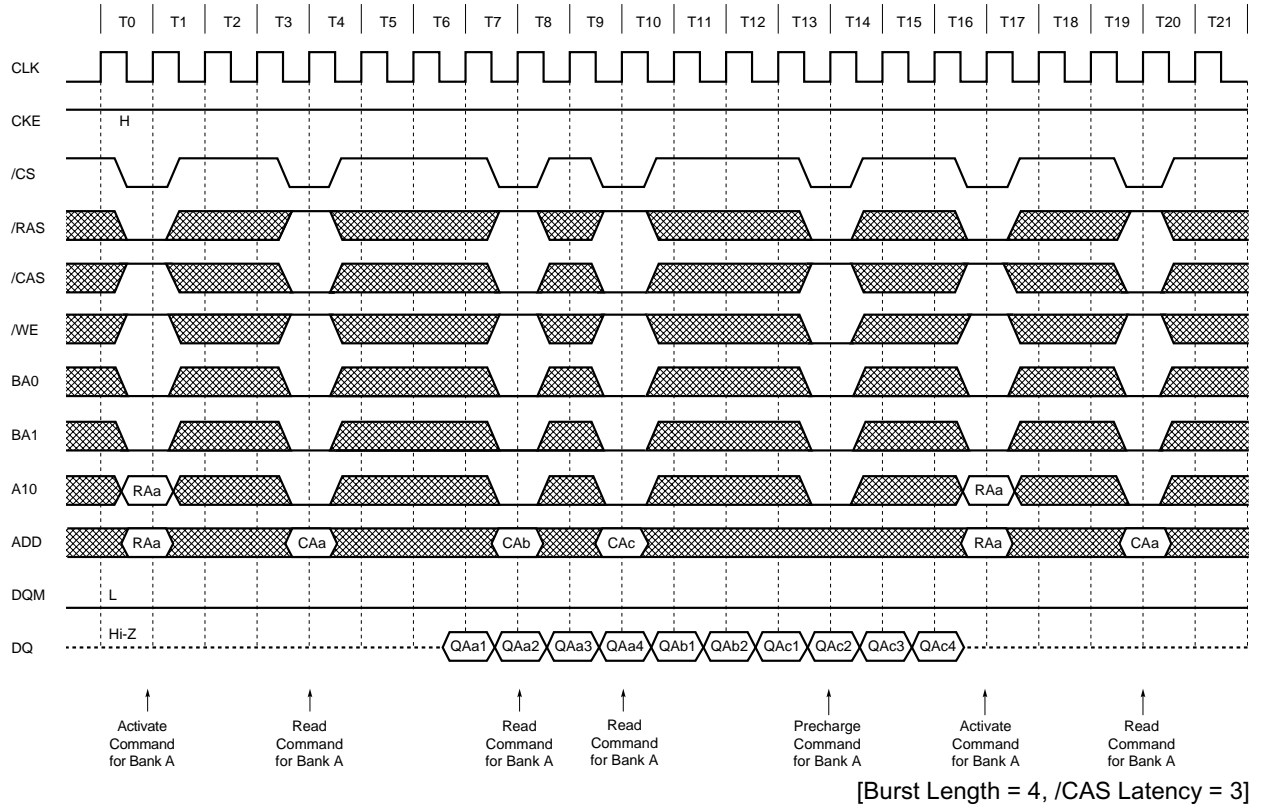 T0 T1 T2 T3 T4 T5 T6 T7 T8 T9 T10 T11 T12 T13 T14 T15 T16 T17 T18 T19 T20 T21
CLK
CKE
H
/CS
/RAS
/CAS
/WE
BA0
BA1
A10
RAa RAa
ADD
RAa CAa CAb CAc RAa CAa
DQM
L
Hi-Z
DQ
QAa1 QAa2 QAa3 QAa4 QAb1 QAb2 QAc1 QAc2 QAc3 QAc4
Activate
Command
for Bank A
Read
Command
for Bank A
Read
Command
for Bank A
Read
Command
for Bank A
Precharge
Command
for Bank A
Activate
Command
for Bank A
Read
Command
for Bank A
[Burst Length = 4, /CAS Latency = 3]